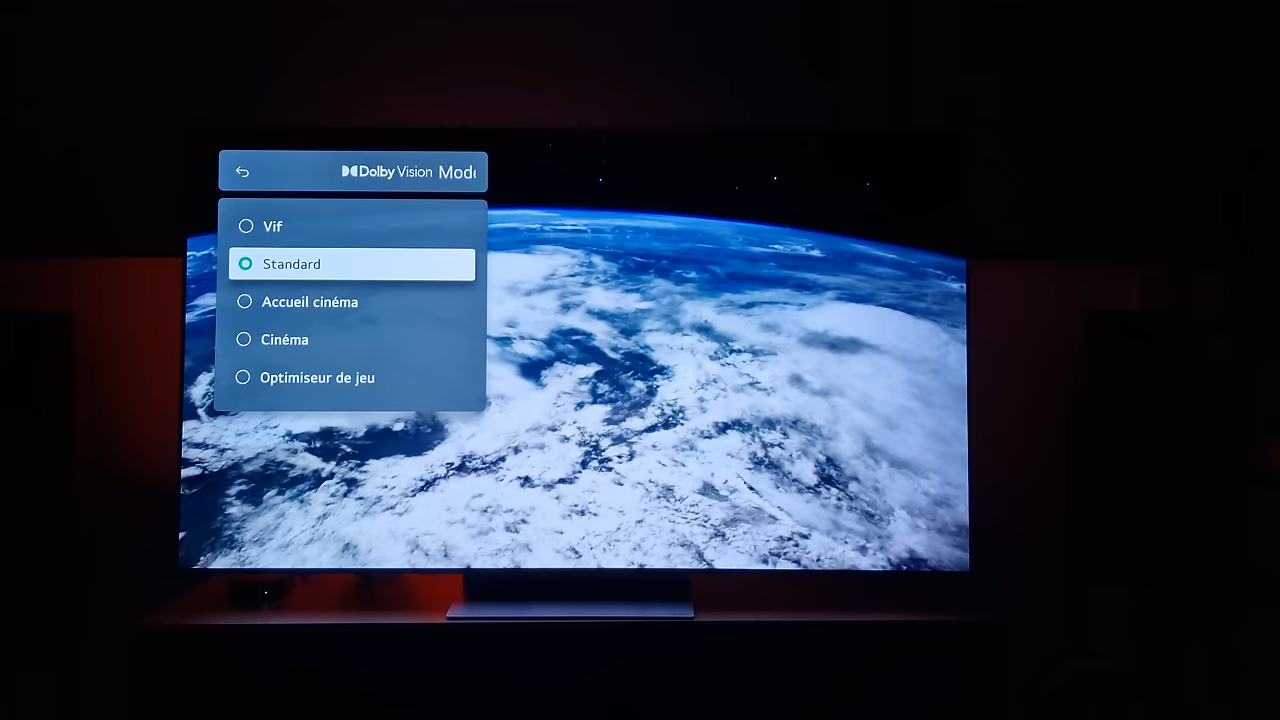 Dolby Vision Mod
Vif
Standard
Accueil cinéma
Cinéma
Optimiseur de jeu